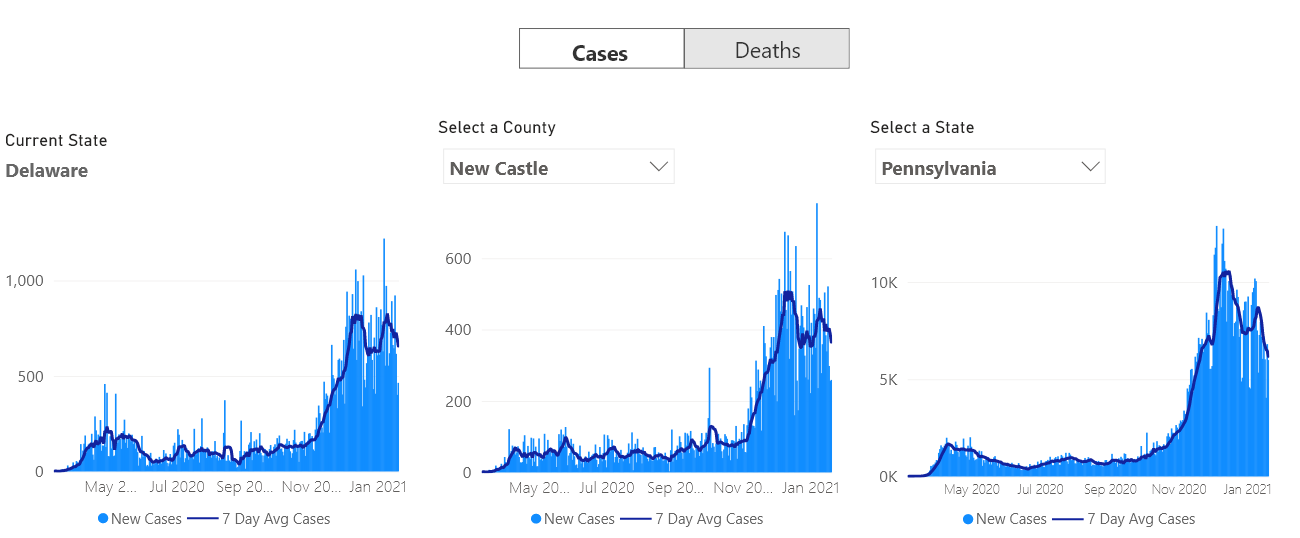 Cases Deaths
Current State
Delaware
Select a County
New Castle
Select a State
Pennsylvania
1,000
500
0
May 2... Jul 2020 Sep 20... Nov 20... Jan 2021
New Cases 7 Day Avg Cases
600
400
200
0
May 20... Jul 2020 Sep 20... Nov 20... Jan 2021
New Cases 7 Day Avg Cases
10K
5K
0K
May 2020 Jul 2020 Sep 2020 Nov 2020 Jan 2021
New Cases 7 Day Avg Cases